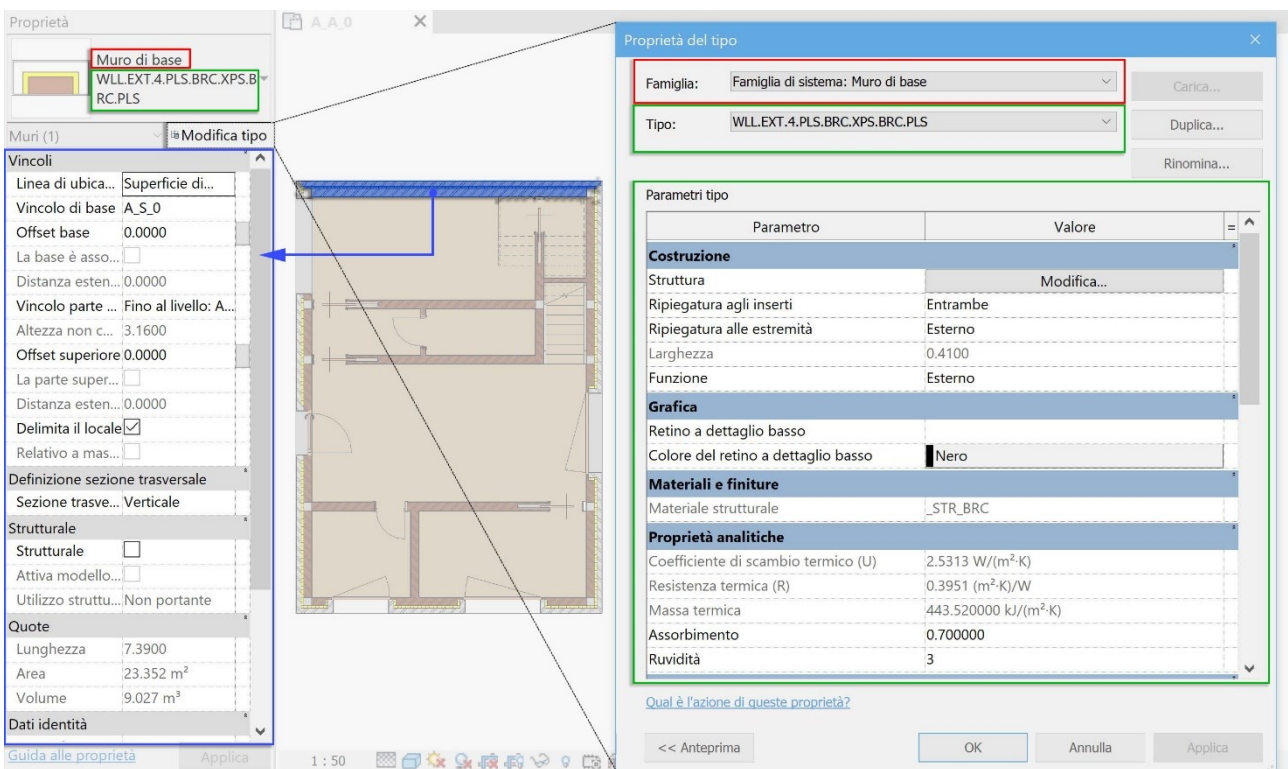 Proprietà
Muro di base
WLL.EXT.4.PLS.BRC.XPS.B
RC.PLS
Muri (1)
Modifica tipo
Vincoli
Linea di ubica... Superficie di...
Vincolo di base A_S_0
Offset base 0.0000
La base è asso...
Distanza esten... 0.0000
Vincolo parte ... Fino al livello: A...
Altezza non c... 3.1600
Offset superiore 0.0000
La parte super...
Distanza esten... 0.0000
Delimita il locale
Relativo a mas...
Definizione sezione trasversale
Sezione trasve... Verticale
Strutturale
Strutturale
Attiva modello...
Utilizzo struttu... Non portante
Quote
Lunghezza 7.3900
Area 23.352 m²
Volume 9.027 m³
Dati identità
Guida alle proprietà Applica
A_A_0
1 : 50
Proprietà del tipo
Famiglia: Famiglia di sistema: Muro di base Carica...
Tipo: WLL.EXT.4.PLS.BRC.XPS.BRC.PLS Duplica...
Rinomina...
Parametri tipo
Parametro Valore =
Costruzione
Struttura Modifica...
Ripiegatura agli inserti Entrambe
Ripiegatura alle estremità Esterno
Larghezza 0.4100
Funzione Esterno
Grafica
Retino a dettaglio basso
Colore del retino a dettaglio basso Nero
Materiali e finiture
Materiale strutturale _STR_BRC
Proprietà analitiche
Coefficiente di scambio termico (U) 2.5313 W/(m²·K)
Resistenza termica (R) 0.3951 (m²·K)/W
Massa termica 443.520000 kJ/(m²·K)
Assorbimento 0.700000
Ruvidità 3
Qual è l'azione di queste proprietà?
<< Anteprima OK Annulla Applica